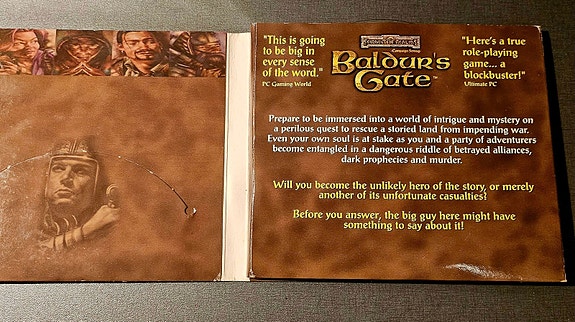 "This is going
to be big in
every sense
of the word."
PC Gaming World
FORGOTTEN REALMS
Campaign Setting
BALDUR'S
GATE™
"Here's a true
role-playing
game... a
blockbuster!"
Ultimate PC
Prepare to be immersed into a world of intrigue and mystery on
a perilous quest to rescue a storied land from impending war.
Even your own soul is at stake as you and a party of adventurers
become entangled in a dangerous riddle of betrayed alliances,
dark prophecies and murder.
Will you become the unlikely hero of the story, or merely
another of its unfortunate casualties?
Before you answer, the big guy here might have
something to say about it!